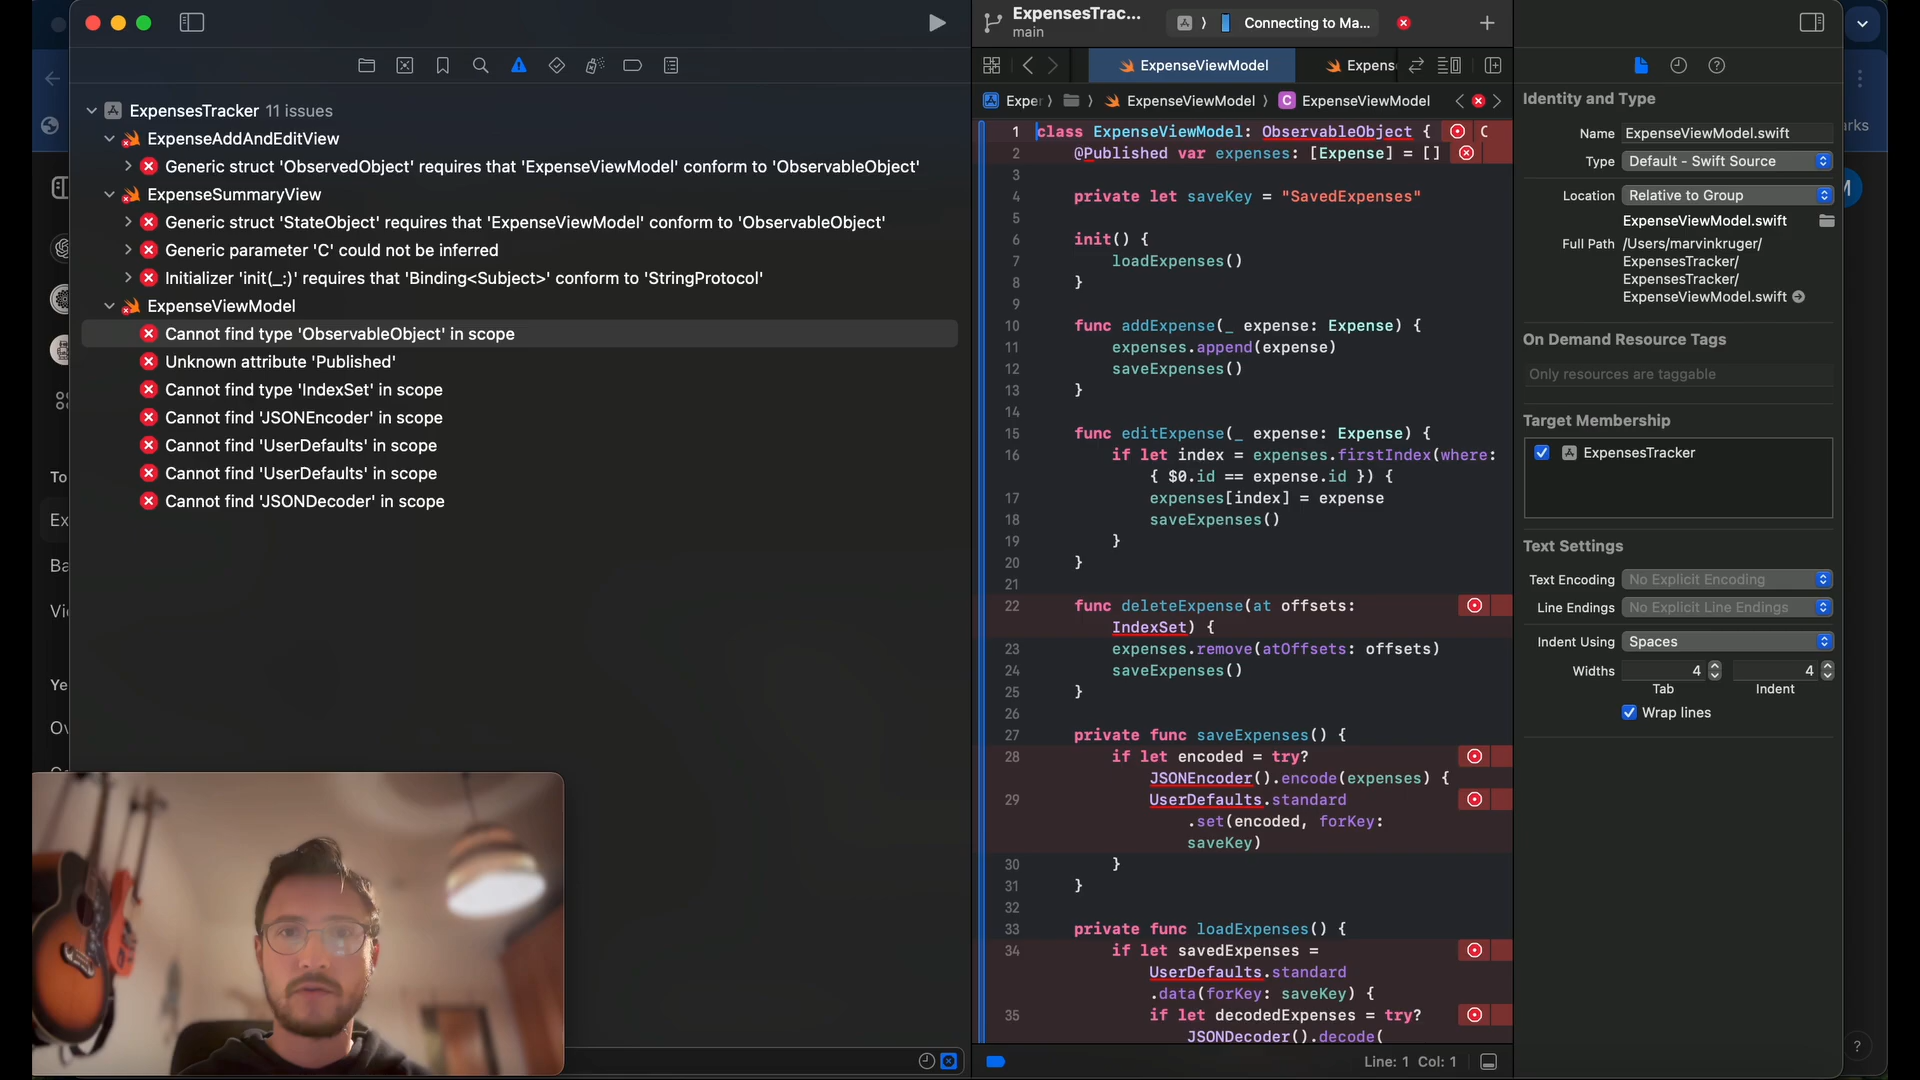 ExpensesTrac...
main
Connecting to Ma...
ExpenseViewModel
Expens
Exper
ExpenseViewModel
ExpenseViewModel
ExpensesTracker 11 issues
ExpenseAddAndEditView
Generic struct 'ObservedObject' requires that 'ExpenseViewModel' conform to 'ObservableObject'
ExpenseSummaryView
Generic struct 'StateObject' requires that 'ExpenseViewModel' conform to 'ObservableObject'
Generic parameter 'C' could not be inferred
Initializer 'init(_:)' requires that 'Binding<Subject>' conform to 'StringProtocol'
ExpenseViewModel
Cannot find type 'ObservableObject' in scope
Unknown attribute 'Published'
Cannot find type 'IndexSet' in scope
Cannot find 'JSONEncoder' in scope
Cannot find 'UserDefaults' in scope
Cannot find 'UserDefaults' in scope
Cannot find 'JSONDecoder' in scope
To
Ex
Ba
Vi
Ye
Ov
1 class ExpenseViewModel: ObservableObject { C
2 @Published var expenses: [Expense] = []
3
4 private let saveKey = "SavedExpenses"
5
6 init() {
7 loadExpenses()
8 }
9
10 func addExpense(_ expense: Expense) {
11 expenses.append(expense)
12 saveExpenses()
13 }
14
15 func editExpense(_ expense: Expense) {
16 if let index = expenses.firstIndex(where:
{ $0.id == expense.id }) {
17 expenses[index] = expense
18 saveExpenses()
19 }
20 }
21
22 func deleteExpense(at offsets:
IndexSet) {
23 expenses.remove(atOffsets: offsets)
24 saveExpenses()
25 }
26
27 private func saveExpenses() {
28 if let encoded = try?
JSONEncoder().encode(expenses) {
29 UserDefaults.standard
.set(encoded, forKey:
saveKey)
30 }
31 }
32
33 private func loadExpenses() {
34 if let savedExpenses =
UserDefaults.standard
.data(forKey: saveKey) {
35 if let decodedExpenses = try?
JSONDecoder().decode(
Line: 1 Col: 1
Identity and Type
Name ExpenseViewModel.swift
Type Default - Swift Source
Location Relative to Group
ExpenseViewModel.swift
Full Path /Users/marvinkruger/
ExpensesTracker/
ExpensesTracker/
ExpenseViewModel.swift
On Demand Resource Tags
Only resources are taggable
Target Membership
ExpensesTracker
Text Settings
Text Encoding No Explicit Encoding
Line Endings No Explicit Line Endings
Indent Using Spaces
Widths 4 4
Tab Indent
Wrap lines
rks